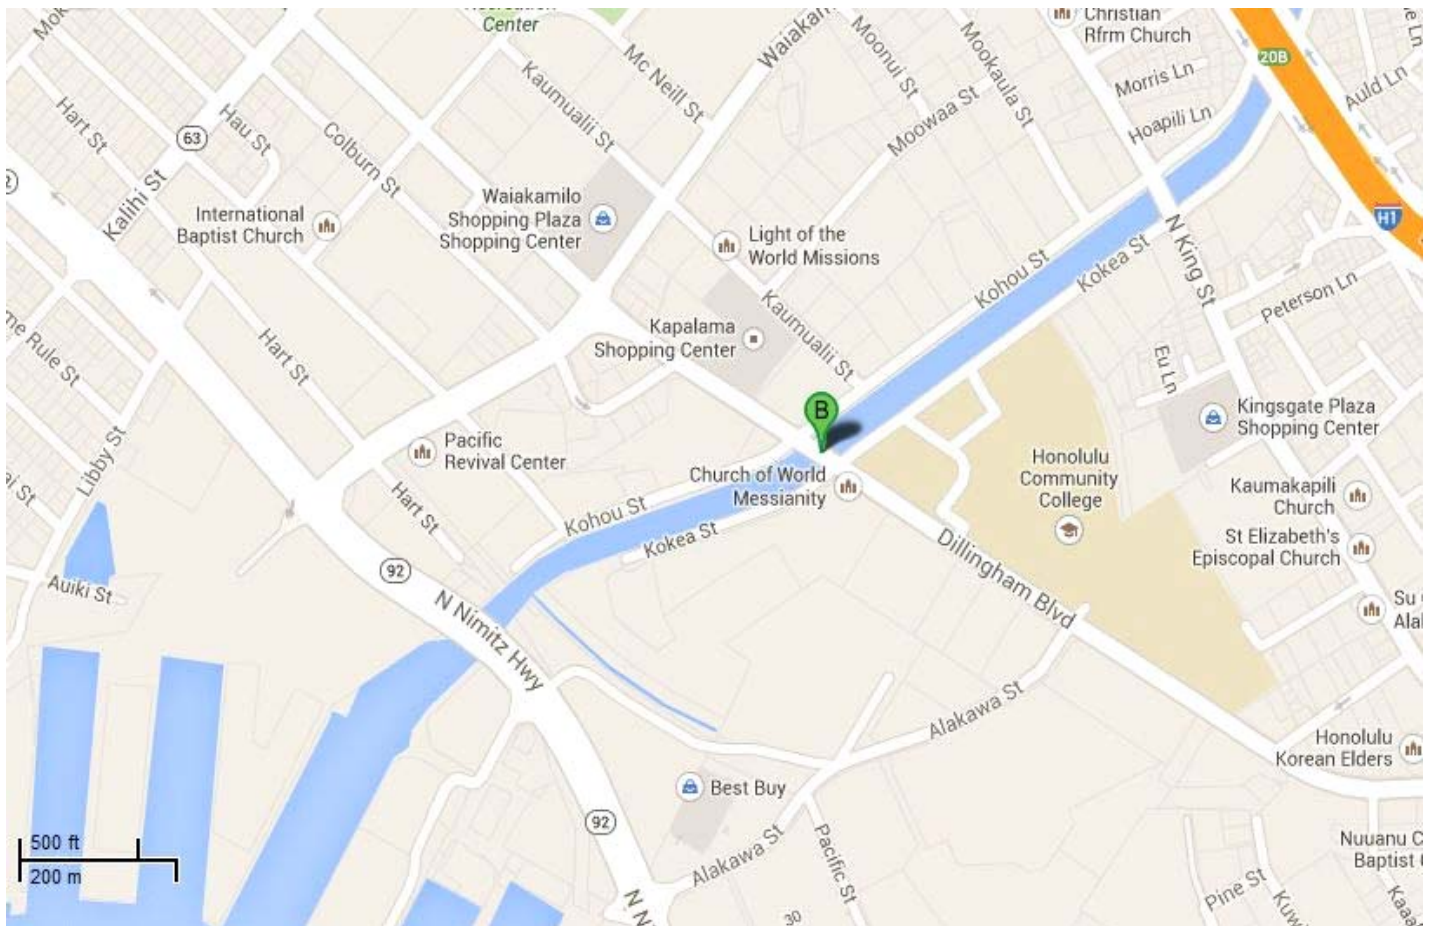 Center
Christian
Rfrm Church
20B
Mc Neill St
Moonui St
Mookaula St
Morris Ln
Auld Ln
Hart St
Hau St
63
Kaumualii St
Moowaa St
Hoapili Ln
Colburn St
Kalihi St
International
Baptist Church
Waiakamilo
Shopping Plaza
Shopping Center
Light of the
World Missions
H1
N King St
Kohou St
Kokea St
Peterson Ln
Kaumualii St
Kapalama
Shopping Center
Hart St
Eu Ln
B
Kingsgate Plaza
Shopping Center
Pacific
Revival Center
Libby St
Church of World
Messianity
Honolulu
Community
College
Kaumakapili
Church
Hart St
Kohou St
Kokea St
St Elizabeth's
Episcopal Church
Dillingham Blvd
Auiki St
92
N Nimitz Hwy
Alakawa St
Honolulu
Korean Elders
Best Buy
92
500 ft
200 m
Alakawa St
Pacific St
Pine St
Nuuanu
Baptist
30